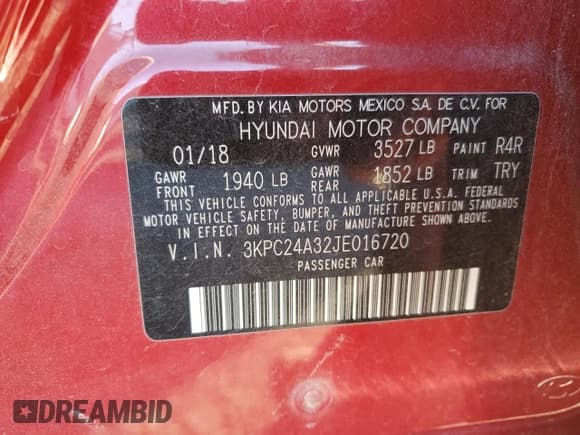 MFD. BY KIA MOTORS MEXICO S.A. DE C.V. FOR
HYUNDAI MOTOR COMPANY
01/18 GVWR 3527 LB PAINT R4R
GAWR FRONT 1940 LB GAWR REAR 1852 LB TRIM TRY
THIS VEHICLE CONFORMS TO ALL APPLICABLE U.S.A. FEDERAL
MOTOR VEHICLE SAFETY, BUMPER, AND THEFT PREVENTION STANDARDS
IN EFFECT ON THE DATE OF MANUFACTURE SHOWN ABOVE.
V.I.N. 3KPC24A32JE016720
PASSENGER CAR
DREAMBID